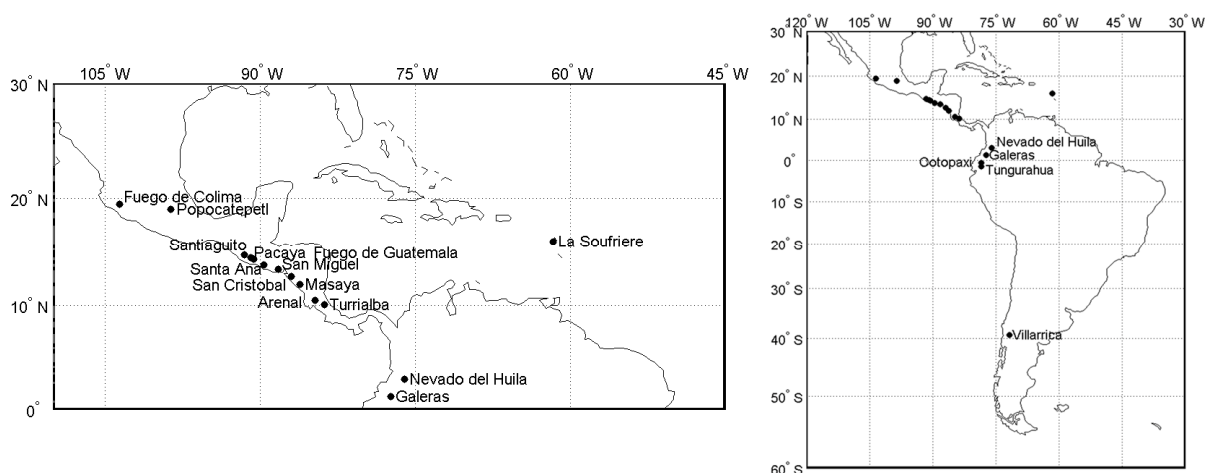 105° W 90° W 75° W 60° W 45° W
30° N
20° N
10° N
0°
Fuego de Colima
Popocatepetl
La Soufriere
Santiaguito
Pacaya Fuego de Guatemala
Santa Ana
San Miguel
San Cristobal
Masaya
Arenal
Turrialba
Nevado del Huila
Galeras
120° W 105° W 90° W 75° W 60° W 45° W 30° W
30° N
20° N
10° N
0°
10° S
20° S
30° S
40° S
50° S
60° S
Nevado del Huila
Galeras
Cotopaxi
Tungurahua
Villarrica